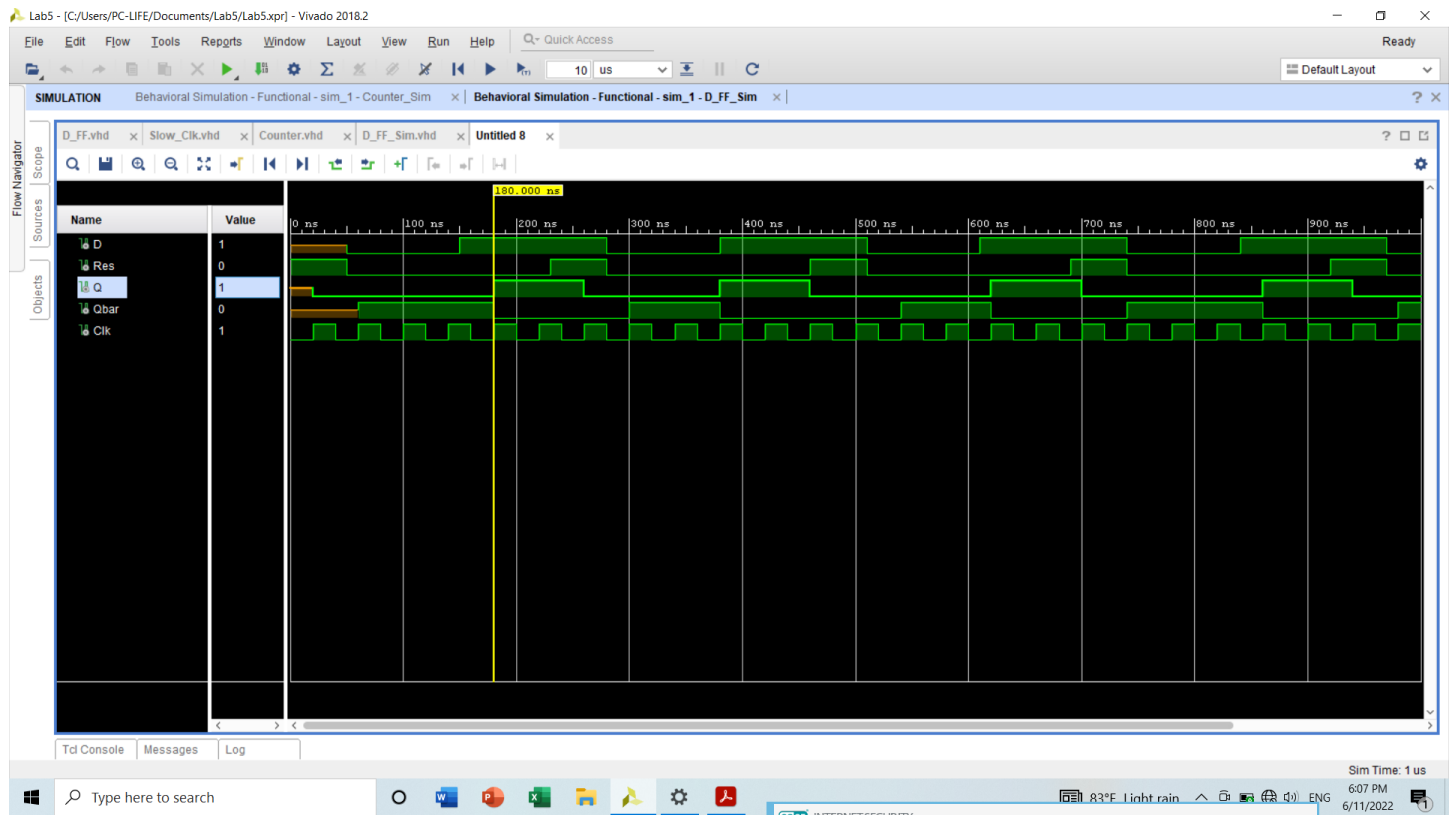 Lab5 - [C:/Users/PC-LIFE/Documents/Lab5/Lab5.xpr] - Vivado 2018.2
File Edit Flow Tools Reports Window Layout View Run Help Q- Quick Access Ready
10 us Default Layout
SIMULATION Behavioral Simulation - Functional - sim_1 - Counter_Sim Behavioral Simulation - Functional - sim_1 - D_FF_Sim
Flow Navigator
Scope
Sources
Objects
D_FF.vhd Slow_Clk.vhd Counter.vhd D_FF_Sim.vhd Untitled 8
180.000 ns
Name Value
0 ns 100 ns 200 ns 300 ns 400 ns 500 ns 600 ns 700 ns 800 ns 900 ns
D 1
Res 0
Q 1
Qbar 0
Clk 1
Tcl Console Messages Log
Sim Time: 1 us
Type here to search
83°F Light rain ENG
6:07 PM
6/11/2022
1
INTERNET SECURITY